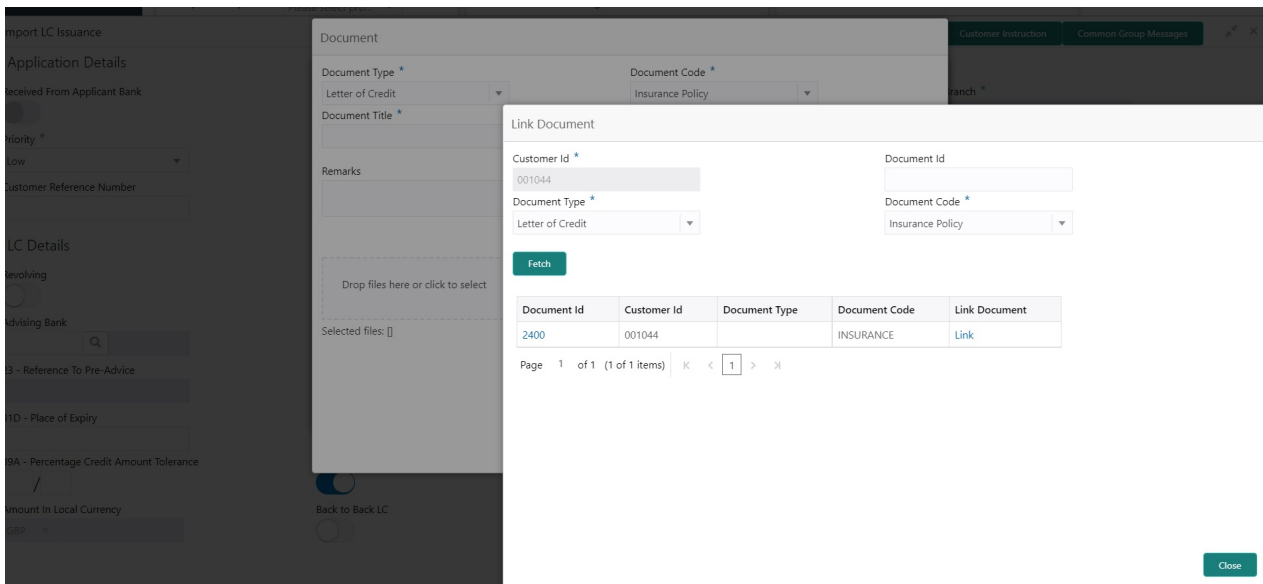 Please select pro...
mport LC Issuance
Customer Instruction
Common Group Messages
Application Details
Received From Applicant Bank
Priority *
Low
Customer Reference Number
LC Details
Revolving
Advising Bank
23 - Reference To Pre-Advice
31D - Place of Expiry
39A - Percentage Credit Amount Tolerance
/
Amount In Local Currency
GBP
Back to Back LC
ranch *
Document
Document Type *
Document Code *
Letter of Credit
Insurance Policy
Document Title *
Remarks
Drop files here or click to select
Selected files: []
Link Document
Customer Id *
Document Id
001044
Document Type *
Document Code *
Letter of Credit
Insurance Policy
Fetch
Document Id Customer Id Document Type Document Code Link Document
2400 001044 INSURANCE Link
Page 1 of 1 (1 of 1 items) 1
Close